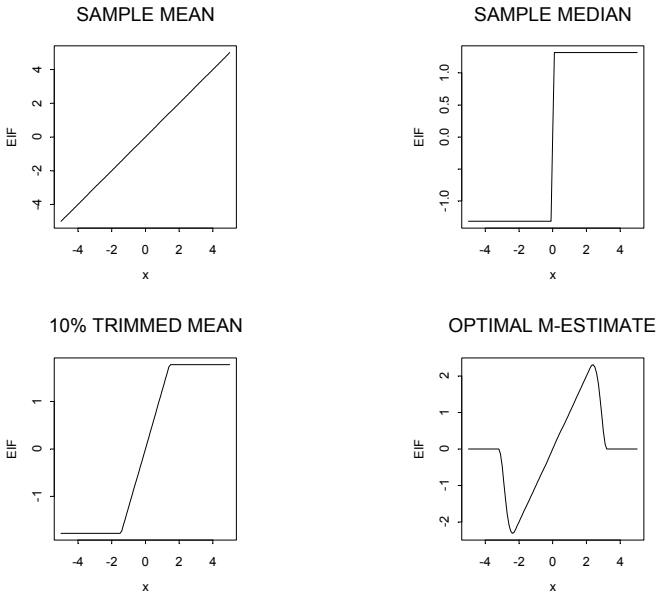 SAMPLE MEAN
EIF
4
2
0
-2
-4
-4 -2 0 2 4
x
SAMPLE MEDIAN
EIF
1.0
0.5
0.0
-1.0
-4 -2 0 2 4
x
10% TRIMMED MEAN
EIF
1
0
-1
-4 -2 0 2 4
x
OPTIMAL M-ESTIMATE
EIF
2
1
0
-1
-2
-4 -2 0 2 4
x